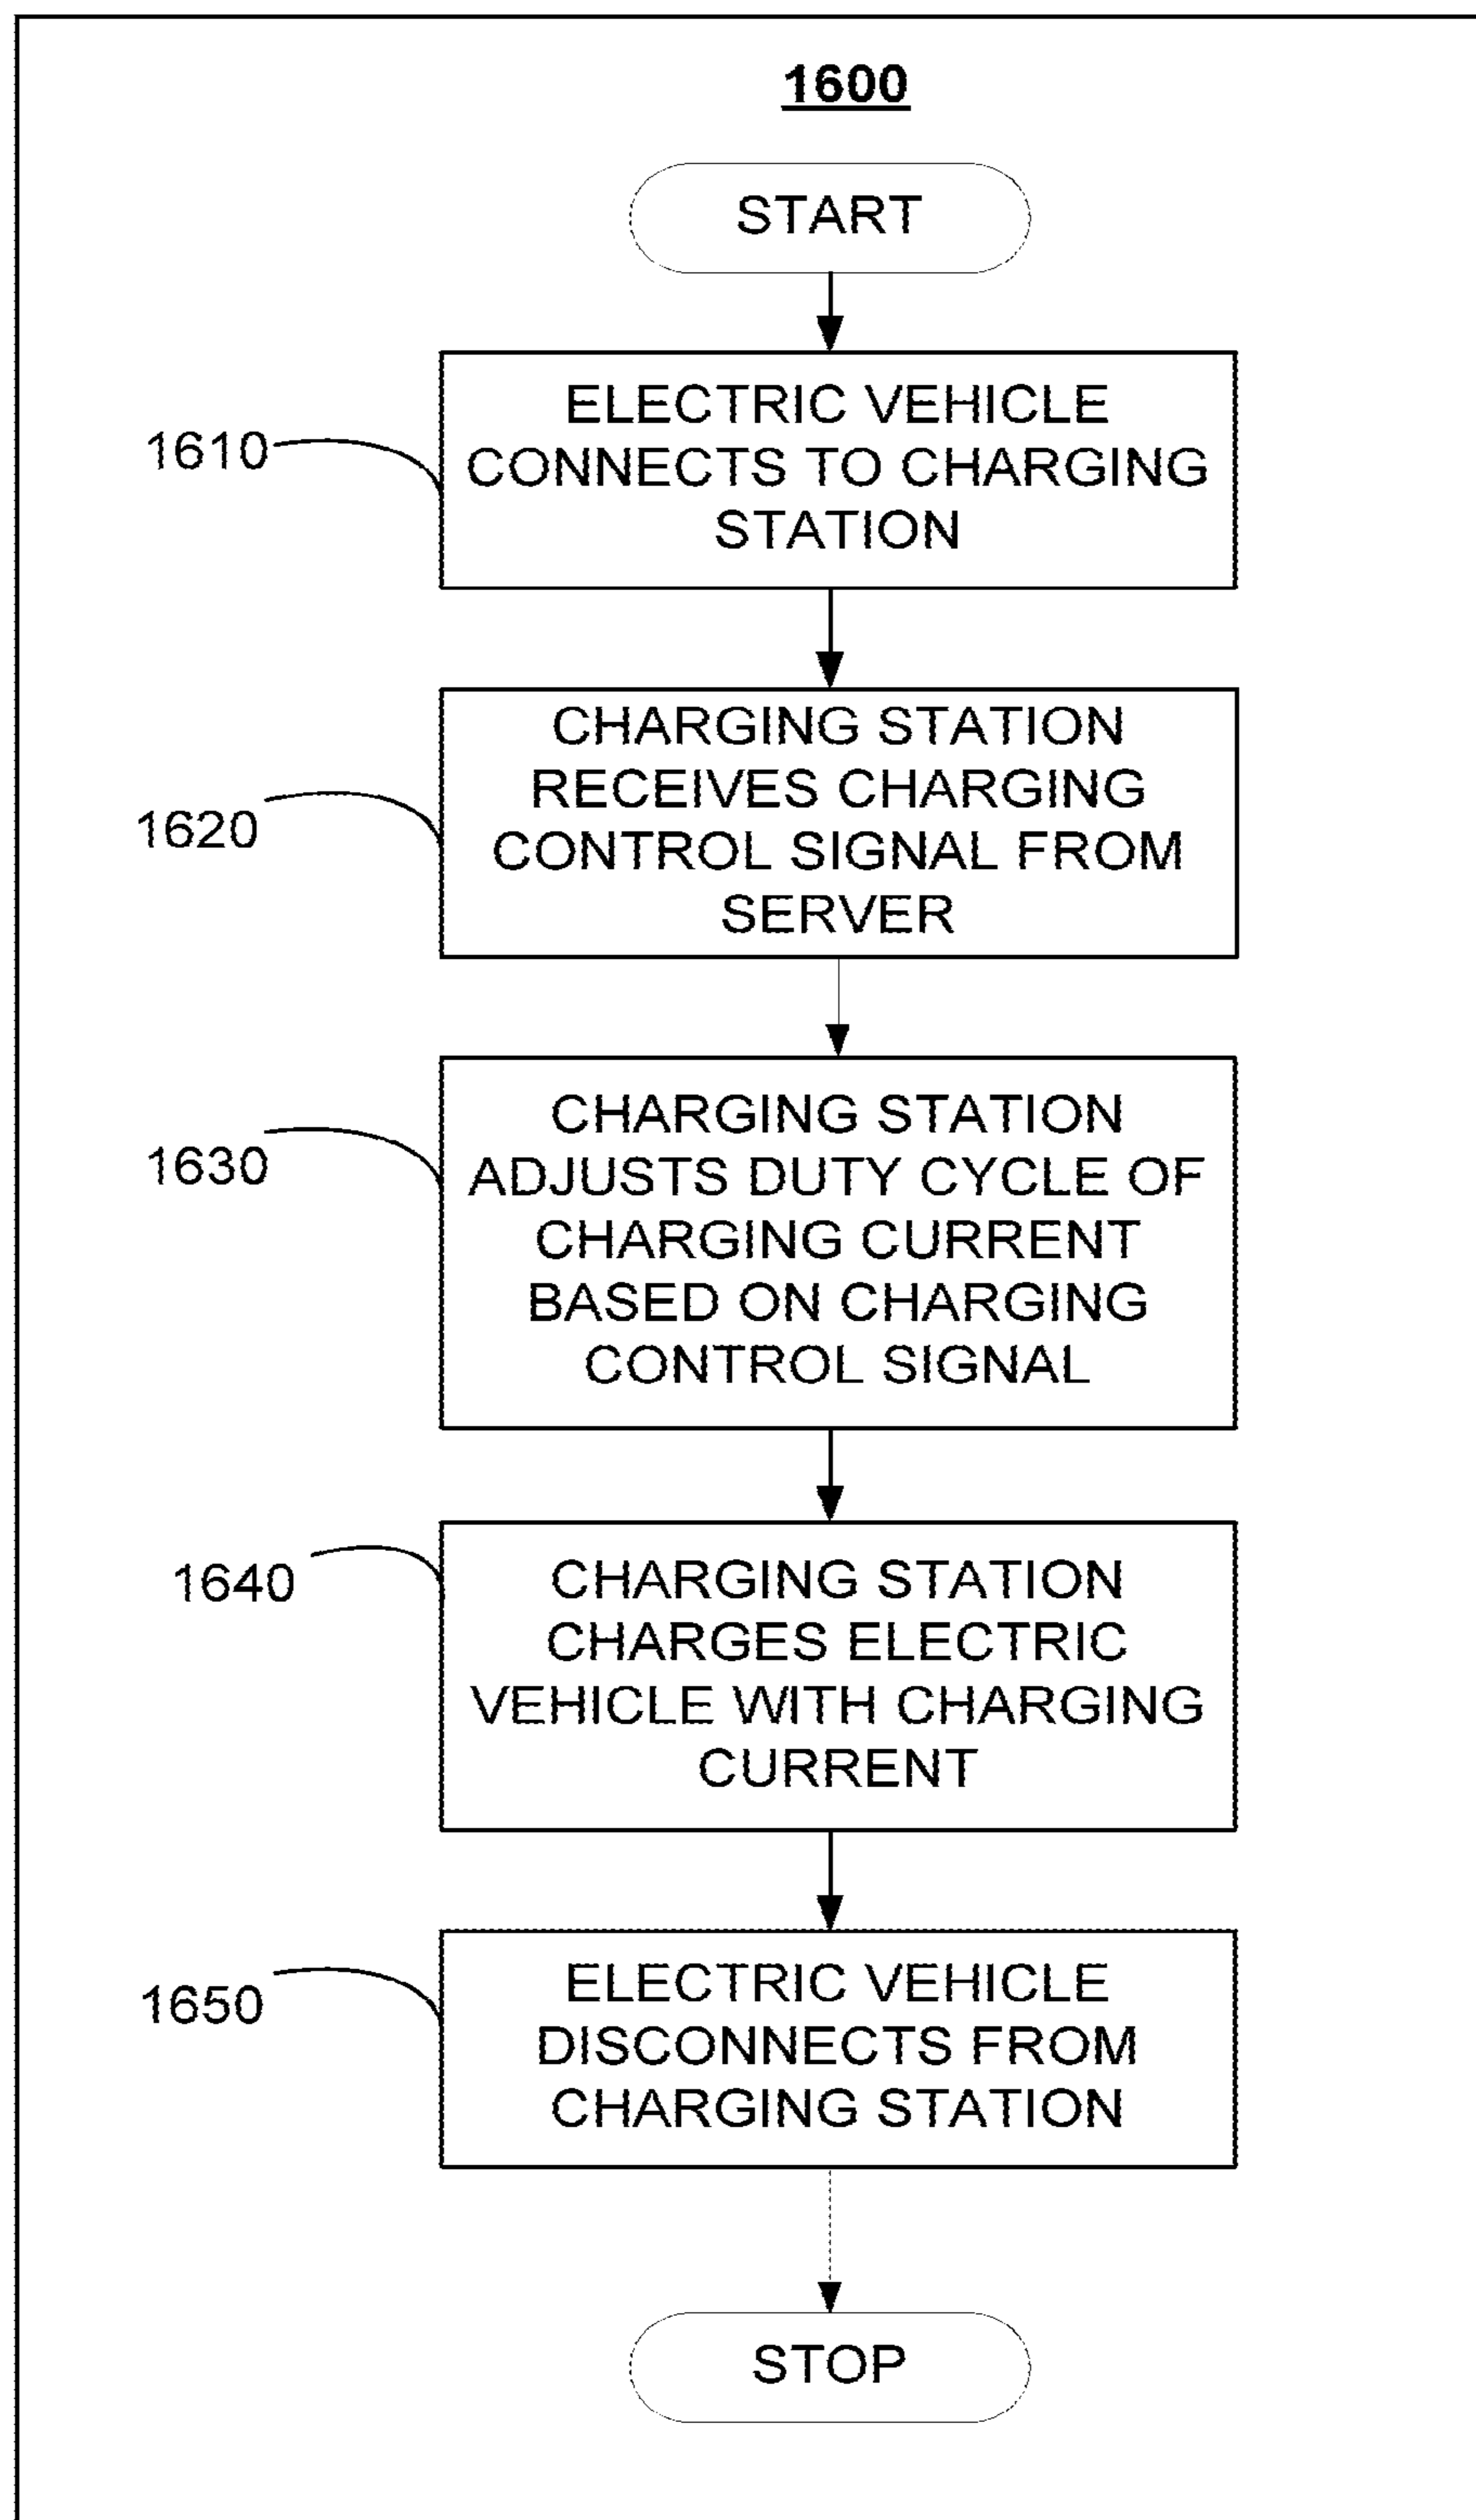 1600
START
1610
ELECTRIC VEHICLE
CONNECTS TO CHARGING
STATION
1620
CHARGING STATION
RECEIVES CHARGING
CONTROL SIGNAL FROM
SERVER
1630
CHARGING STATION
ADJUSTS DUTY CYCLE OF
CHARGING CURRENT
BASED ON CHARGING
CONTROL SIGNAL
1640
CHARGING STATION
CHARGES ELECTRIC
VEHICLE WITH CHARGING
CURRENT
1650
ELECTRIC VEHICLE
DISCONNECTS FROM
CHARGING STATION
STOP